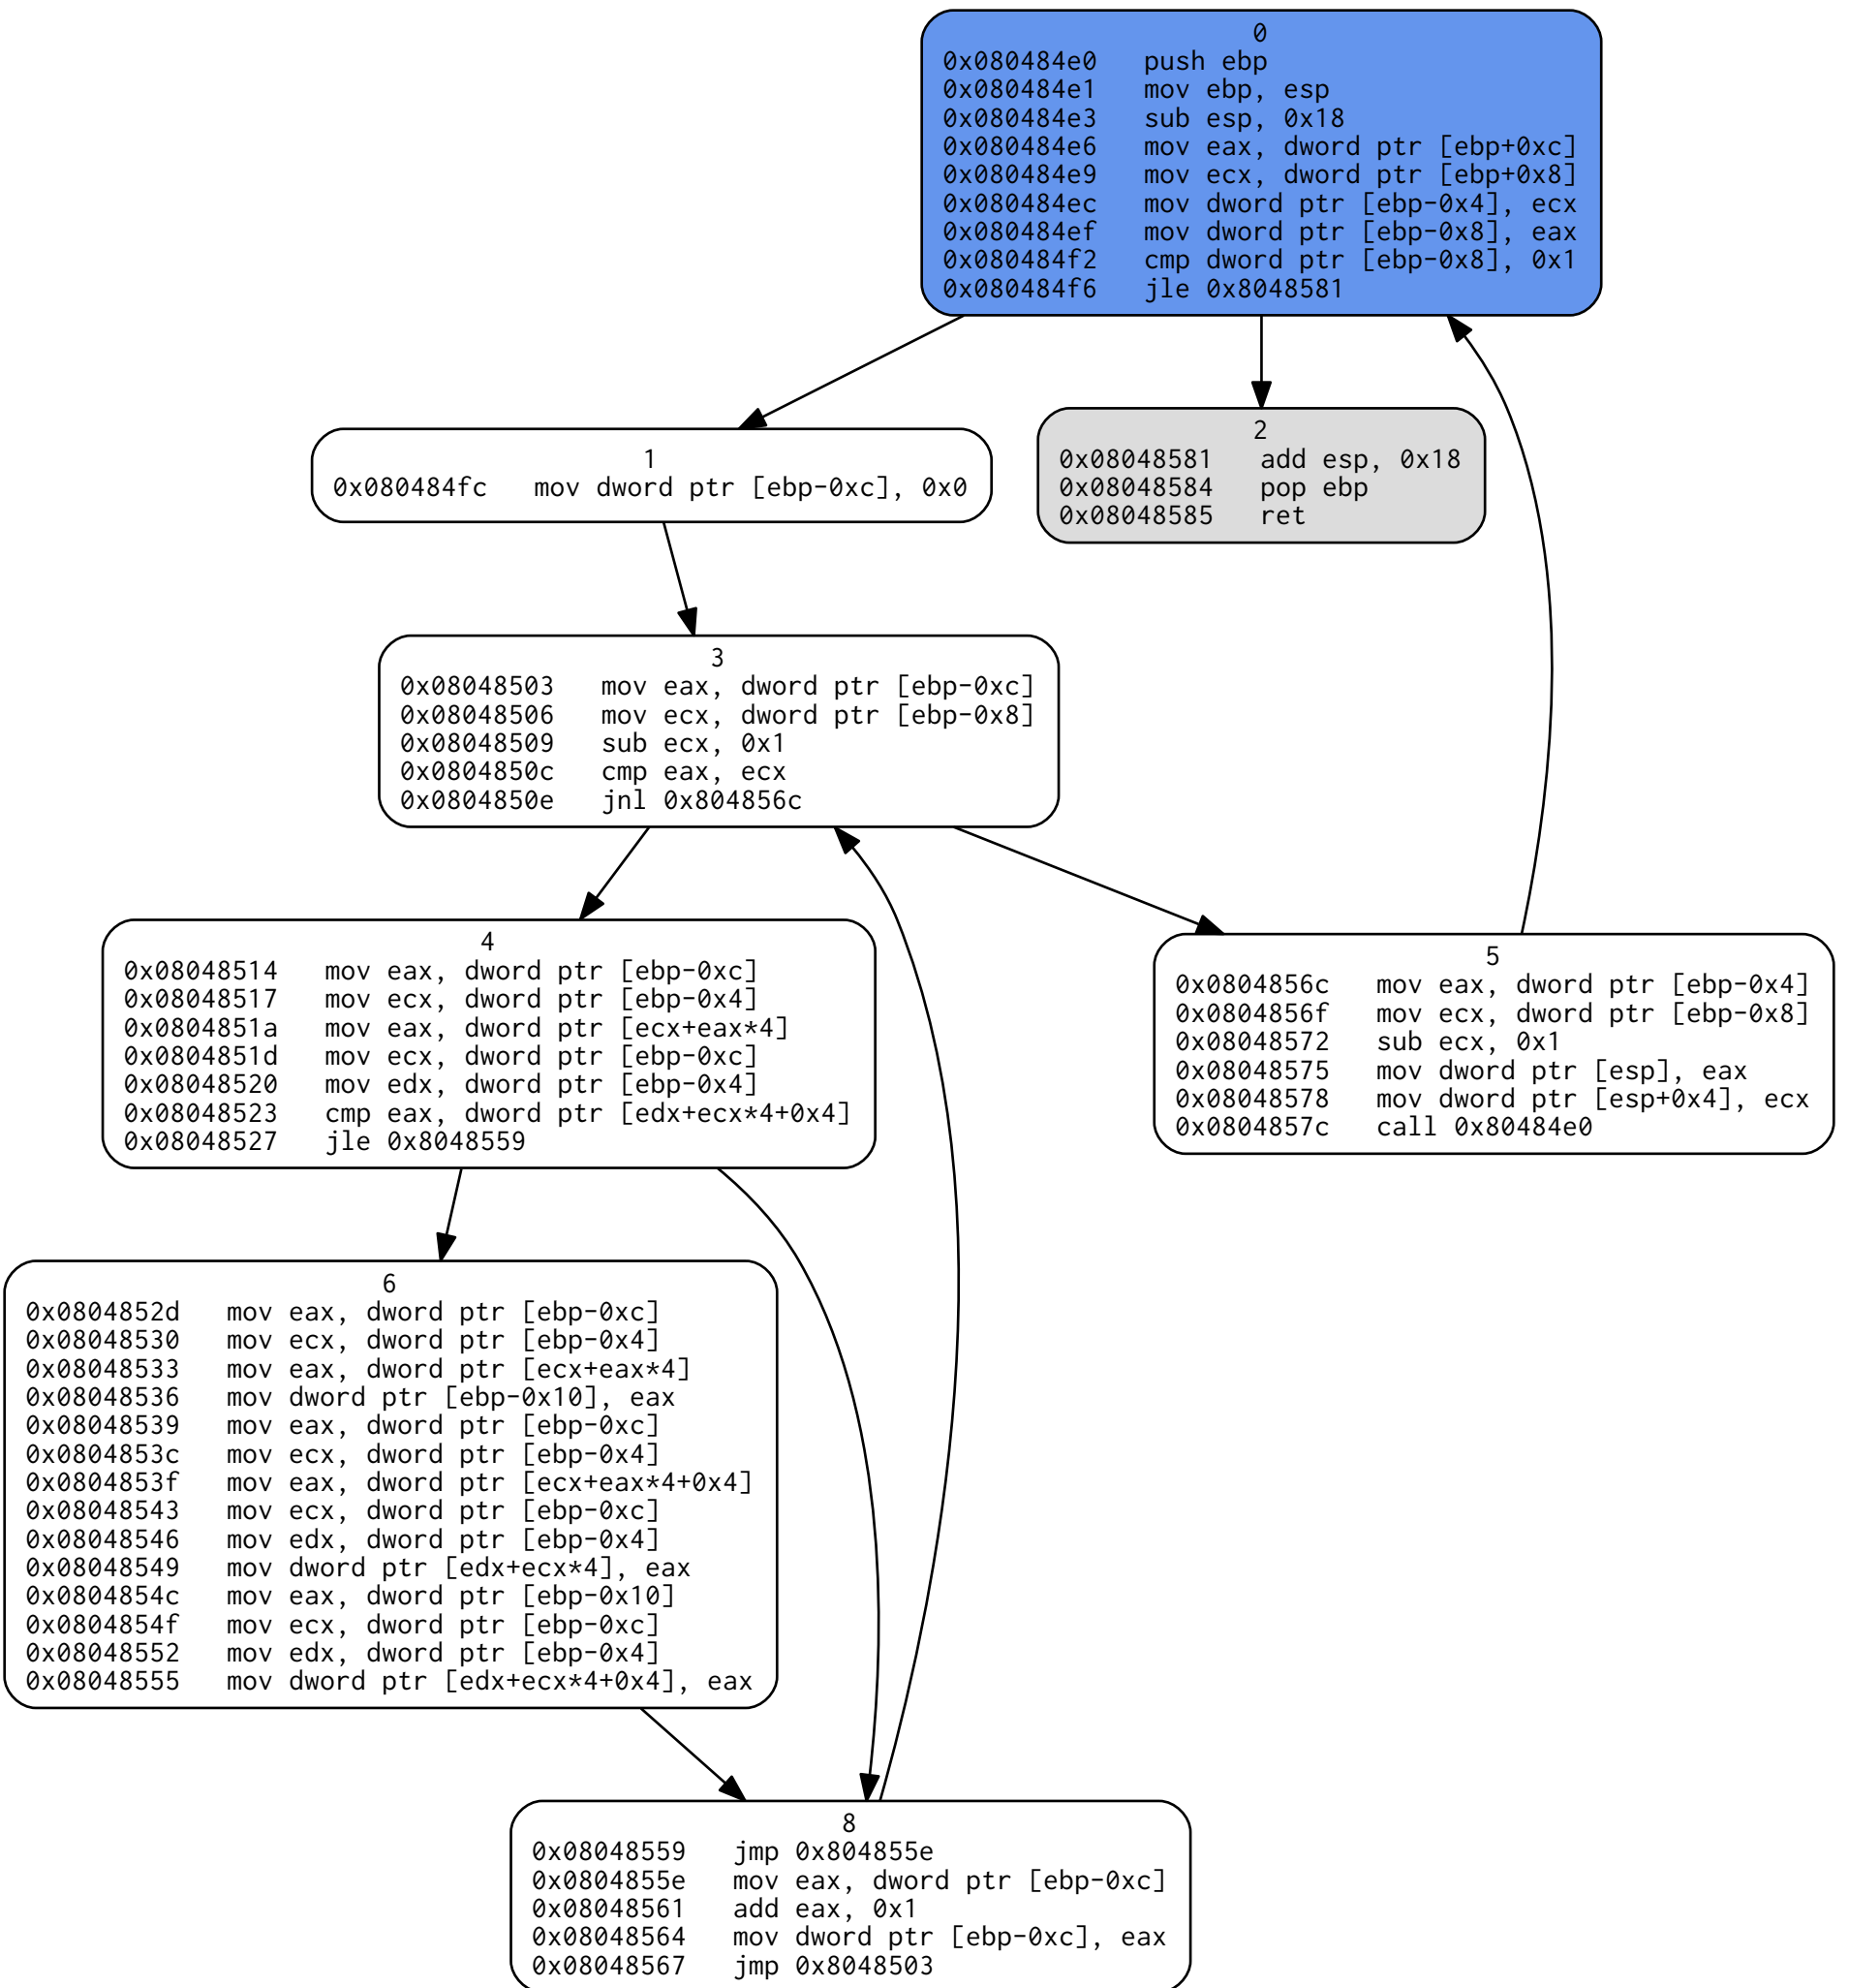 0
0x080484e0   push ebp
0x080484e1   mov ebp, esp
0x080484e3   sub esp, 0x18
0x080484e6   mov eax, dword ptr [ebp+0xc]
0x080484e9   mov ecx, dword ptr [ebp+0x8]
0x080484ec   mov dword ptr [ebp-0x4], ecx
0x080484ef   mov dword ptr [ebp-0x8], eax
0x080484f2   cmp dword ptr [ebp-0x8], 0x1
0x080484f6   jle 0x8048581
1
0x080484fc   mov dword ptr [ebp-0xc], 0x0
2
0x08048581   add esp, 0x18
0x08048584   pop ebp
0x08048585   ret
3
0x08048503   mov eax, dword ptr [ebp-0xc]
0x08048506   mov ecx, dword ptr [ebp-0x8]
0x08048509   sub ecx, 0x1
0x0804850c   cmp eax, ecx
0x0804850e   jnl 0x804856c
4
0x08048514   mov eax, dword ptr [ebp-0xc]
0x08048517   mov ecx, dword ptr [ebp-0x4]
0x0804851a   mov eax, dword ptr [ecx+eax*4]
0x0804851d   mov ecx, dword ptr [ebp-0xc]
0x08048520   mov edx, dword ptr [ebp-0x4]
0x08048523   cmp eax, dword ptr [edx+ecx*4+0x4]
0x08048527   jle 0x8048559
5
0x0804856c   mov eax, dword ptr [ebp-0x4]
0x0804856f   mov ecx, dword ptr [ebp-0x8]
0x08048572   sub ecx, 0x1
0x08048575   mov dword ptr [esp], eax
0x08048578   mov dword ptr [esp+0x4], ecx
0x0804857c   call 0x80484e0
6
0x0804852d   mov eax, dword ptr [ebp-0xc]
0x08048530   mov ecx, dword ptr [ebp-0x4]
0x08048533   mov eax, dword ptr [ecx+eax*4]
0x08048536   mov dword ptr [ebp-0x10], eax
0x08048539   mov eax, dword ptr [ebp-0xc]
0x0804853c   mov ecx, dword ptr [ebp-0x4]
0x0804853f   mov eax, dword ptr [ecx+eax*4+0x4]
0x08048543   mov ecx, dword ptr [ebp-0xc]
0x08048546   mov edx, dword ptr [ebp-0x4]
0x08048549   mov dword ptr [edx+ecx*4], eax
0x0804854c   mov eax, dword ptr [ebp-0x10]
0x0804854f   mov ecx, dword ptr [ebp-0xc]
0x08048552   mov edx, dword ptr [ebp-0x4]
0x08048555   mov dword ptr [edx+ecx*4+0x4], eax
8
0x08048559   jmp 0x804855e
0x0804855e   mov eax, dword ptr [ebp-0xc]
0x08048561   add eax, 0x1
0x08048564   mov dword ptr [ebp-0xc], eax
0x08048567   jmp 0x8048503